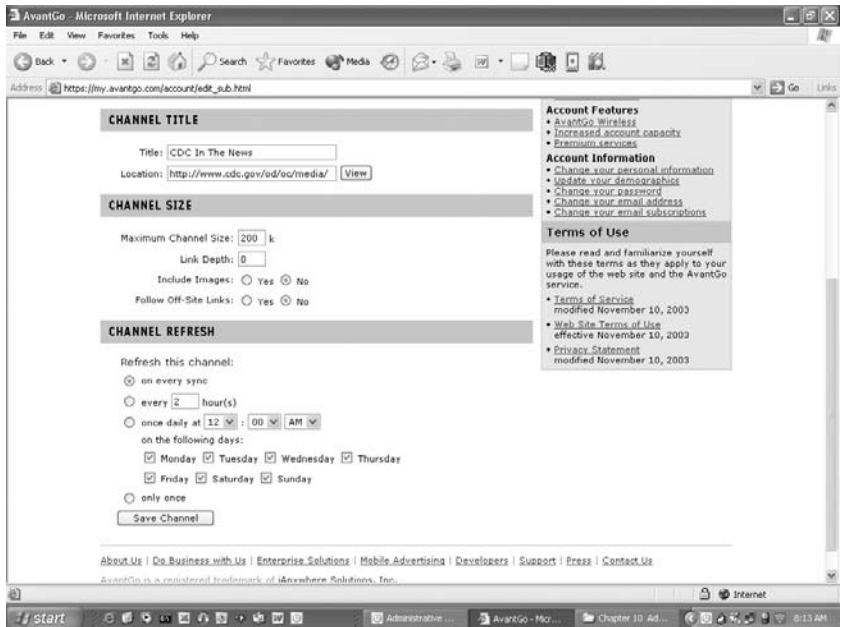 AvantGo - Microsoft Internet Explorer
File Edit View Favorites Tools Help
Back Search Favorites Media
Address https://my.avantgo.com/account/edit_sub.html Go Links
CHANNEL TITLE
Title: CDC In The News
Location: http://www.cdc.gov/od/oc/media/ View
CHANNEL SIZE
Maximum Channel Size: 200 k
Link Depth: 0
Include Images: Yes No
Follow Off-Site Links: Yes No
CHANNEL REFRESH
Refresh this channel:
on every sync
every 2 hour(s)
once daily at 12 : 00 AM
on the following days:
Monday Tuesday Wednesday Thursday
Friday Saturday Sunday
only once
Save Channel
Account Features
• AvantGo Wireless
• Increased account capacity
• Premium services
Account Information
• Change your personal information
• Update your demographics
• Change your password
• Change your email address
• Change your email subscriptions
Terms of Use
Please read and familiarize yourself
with these terms as they apply to your
usage of the web site and the AvantGo
service.
• Terms of Service
modified November 10, 2003
• Web Site Terms of Use
effective November 10, 2003
• Privacy Statement
modified November 10, 2003
About Us | Do Business with Us | Enterprise Solutions | Mobile Advertising | Developers | Support | Press | Contact Us
AvantGo is a registered trademark of iAnywhere Solutions, Inc.
Internet
start Administrative ... AvantGo - Micr... Chapter 10 Ad... 8:13 AM